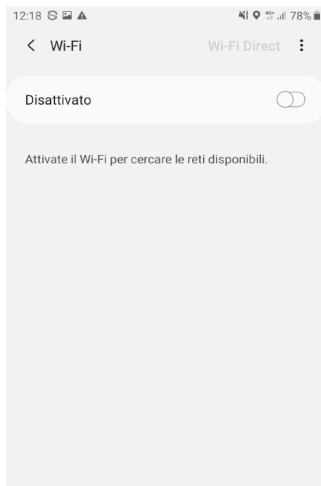 12:18 78%
Wi-Fi Wi-Fi Direct
Disattivato
Attivate il Wi-Fi per cercare le reti disponibili.